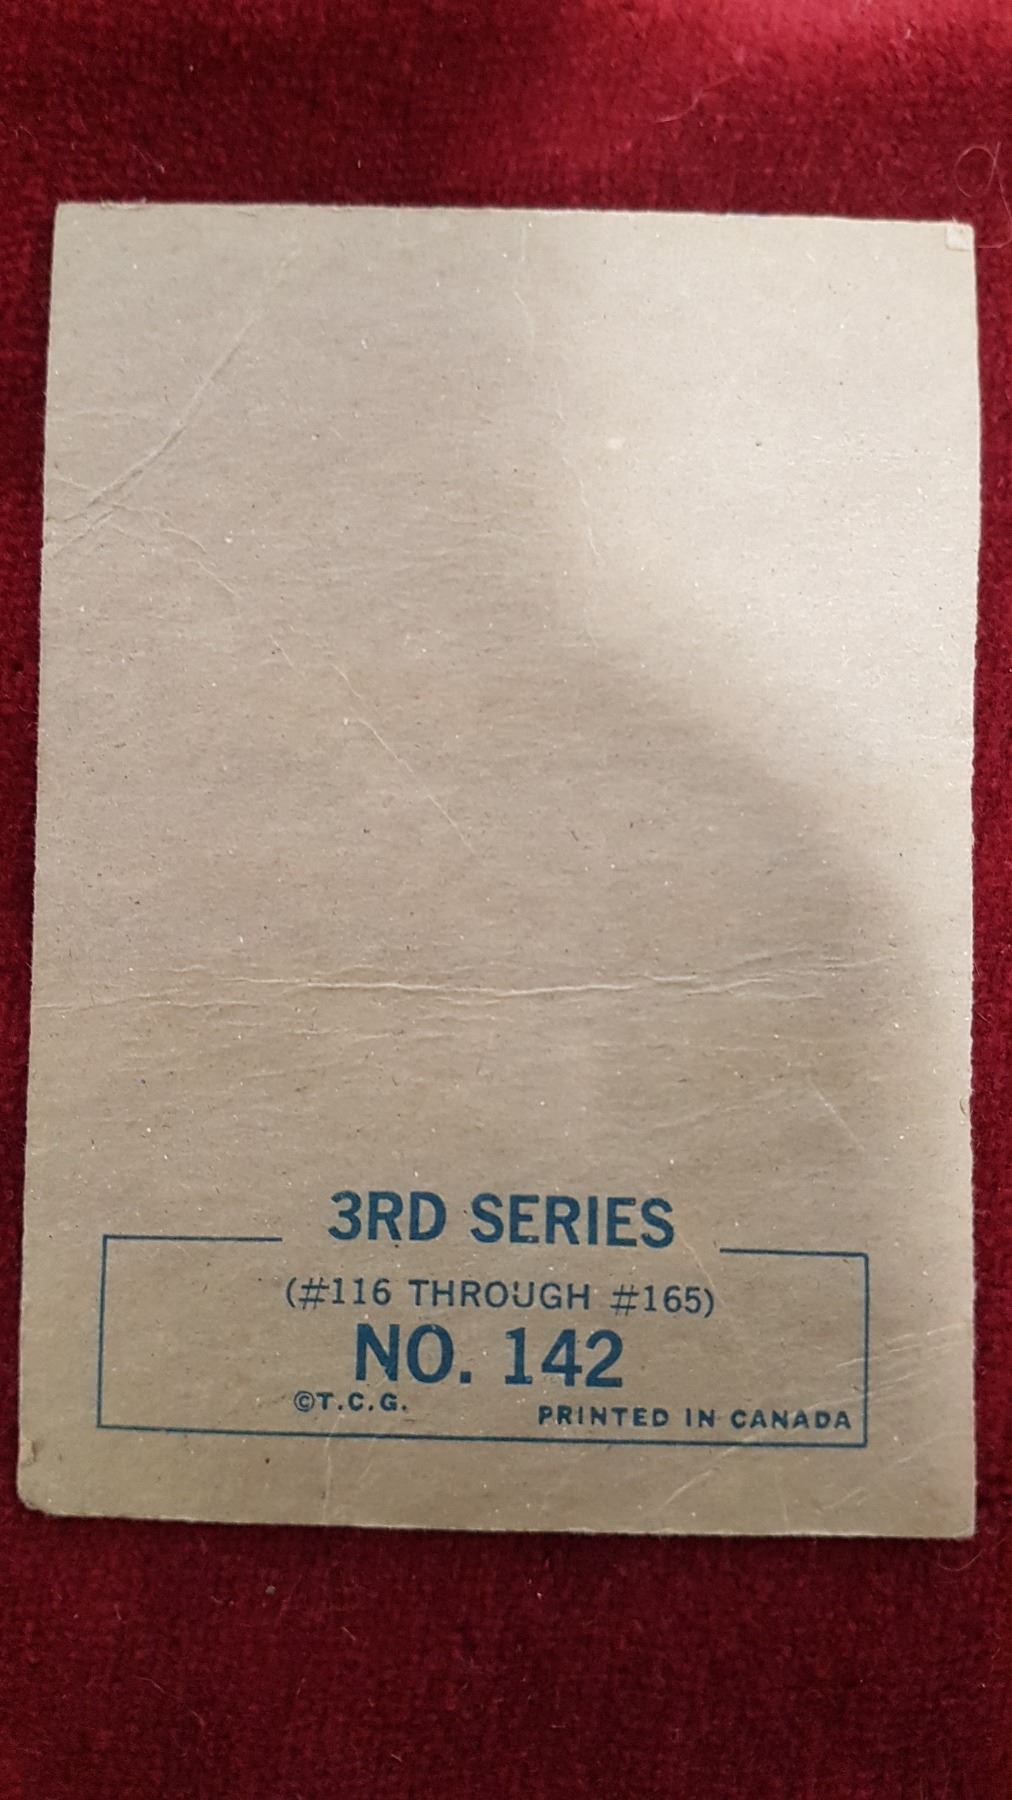 3RD SERIES
(#116 THROUGH #165)
NO. 142
©T.C.G.
PRINTED IN CANADA